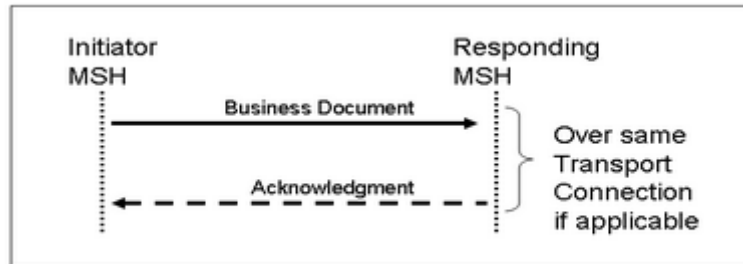 Initiator
MSH
Responding
MSH
Business Document
Acknowledgment
Over same
Transport
Connection
if applicable